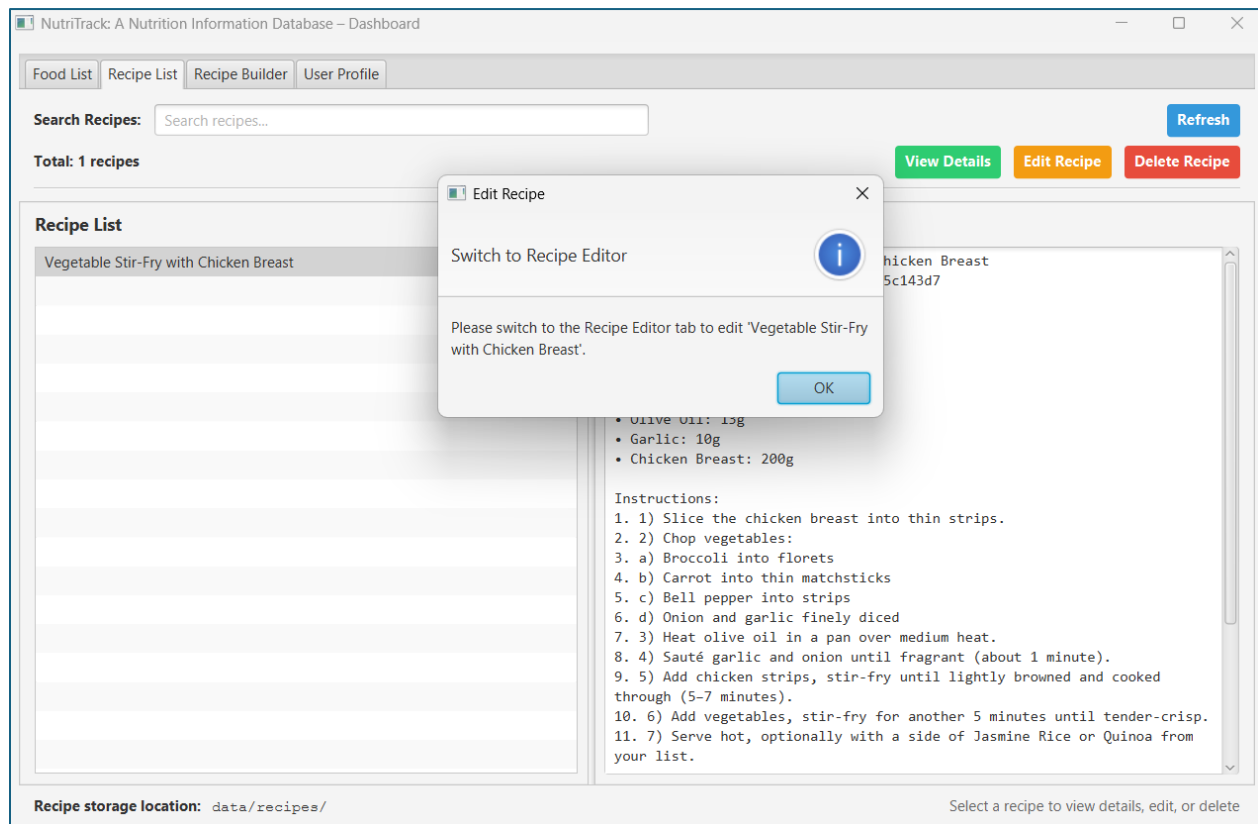 NutriTrack: A Nutrition Information Database – Dashboard
Food List
Recipe List
Recipe Builder
User Profile
Search Recipes:
Search recipes...
Refresh
Total: 1 recipes
View Details
Edit Recipe
Delete Recipe
Edit Recipe
Switch to Recipe Editor
Please switch to the Recipe Editor tab to edit 'Vegetable Stir-Fry
with Chicken Breast'.
OK
Recipe List
Vegetable Stir-Fry with Chicken Breast
hicken Breast
5c143d7
• Olive Oil: 15g
• Garlic: 10g
• Chicken Breast: 200g
Instructions:
1. 1) Slice the chicken breast into thin strips.
2. 2) Chop vegetables:
3. a) Broccoli into florets
4. b) Carrot into thin matchsticks
5. c) Bell pepper into strips
6. d) Onion and garlic finely diced
7. 3) Heat olive oil in a pan over medium heat.
8. 4) Sauté garlic and onion until fragrant (about 1 minute).
9. 5) Add chicken strips, stir-fry until lightly browned and cooked
through (5–7 minutes).
10. 6) Add vegetables, stir-fry for another 5 minutes until tender-crisp.
11. 7) Serve hot, optionally with a side of Jasmine Rice or Quinoa from
your list.
Recipe storage location: data/recipes/
Select a recipe to view details, edit, or delete